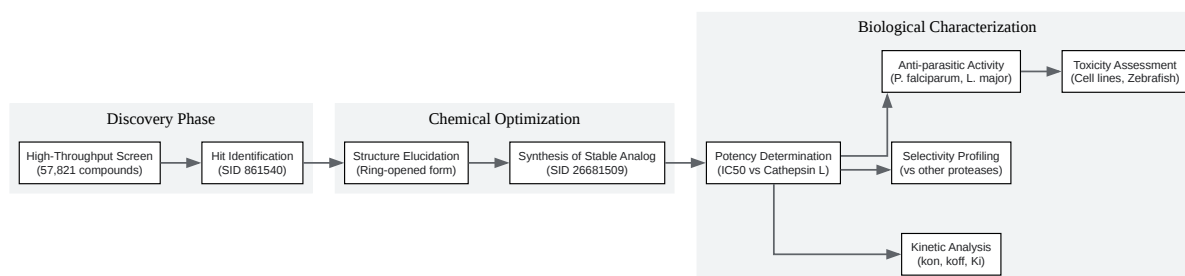 Discovery Phase
High-Throughput Screen
(57,821 compounds)
Hit Identification
(SID 861540)
Chemical Optimization
Structure Elucidation
(Ring-opened form)
Synthesis of Stable Analog
(SID 26681509)
Biological Characterization
Potency Determination
(IC50 vs Cathepsin L)
Anti-parasitic Activity
(P. falciparum, L. major)
Toxicity Assessment
(Cell lines, Zebrafish)
Selectivity Profiling
(vs other proteases)
Kinetic Analysis
(kon, koff, Ki)